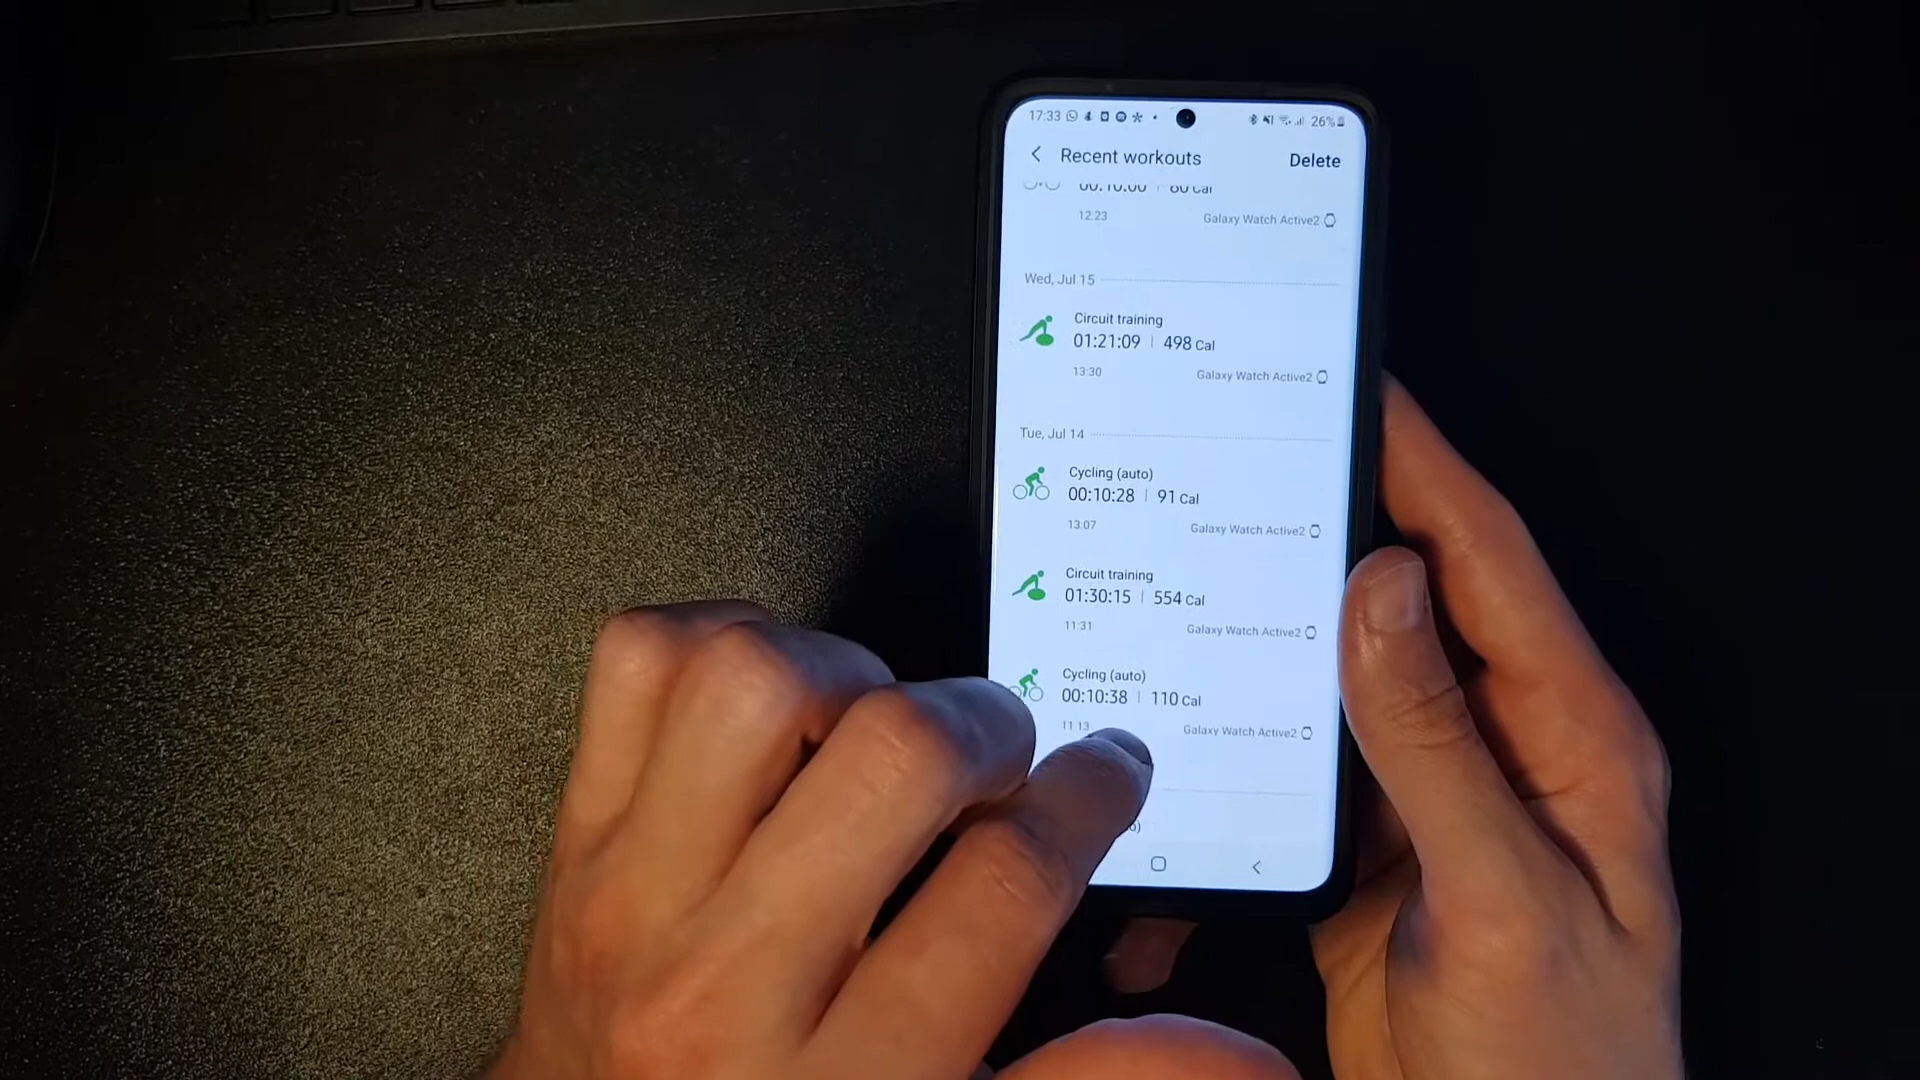 17:33 26%
Recent workouts Delete
12:23 Galaxy Watch Active2
Wed, Jul 15
Circuit training
01:21:09 | 498 Cal
13:30 Galaxy Watch Active2
Tue, Jul 14
Cycling (auto)
00:10:28 | 91 Cal
13:07 Galaxy Watch Active2
Circuit training
01:30:15 | 554 Cal
11:31 Galaxy Watch Active2
Cycling (auto)
00:10:38 | 110 Cal
11:13 Galaxy Watch Active2